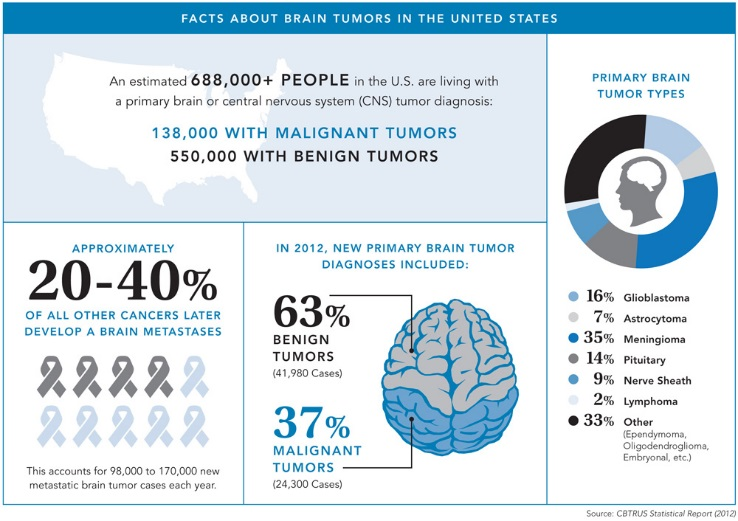 FACTS ABOUT BRAIN TUMORS IN THE UNITED STATES
An estimated 688,000+ PEOPLE in the U.S. are living with
a primary brain or central nervous system (CNS) tumor diagnosis:
138,000 WITH MALIGNANT TUMORS
550,000 WITH BENIGN TUMORS
APPROXIMATELY
20-40%
OF ALL OTHER CANCERS LATER
DEVELOP A BRAIN METASTASES
This accounts for 98,000 to 170,000 new
metastatic brain tumor cases each year.
IN 2012, NEW PRIMARY BRAIN TUMOR
DIAGNOSES INCLUDED:
63%
BENIGN
TUMORS
(41,980 Cases)
37%
MALIGNANT
TUMORS
(24,300 Cases)
PRIMARY BRAIN
TUMOR TYPES
16% Glioblastoma
7% Astrocytoma
35% Meningioma
14% Pituitary
9% Nerve Sheath
2% Lymphoma
33% Other
(Ependymoma,
Oligodendroglioma,
Embryonal, etc.)
Source: CBTRUS Statistical Report (2012)